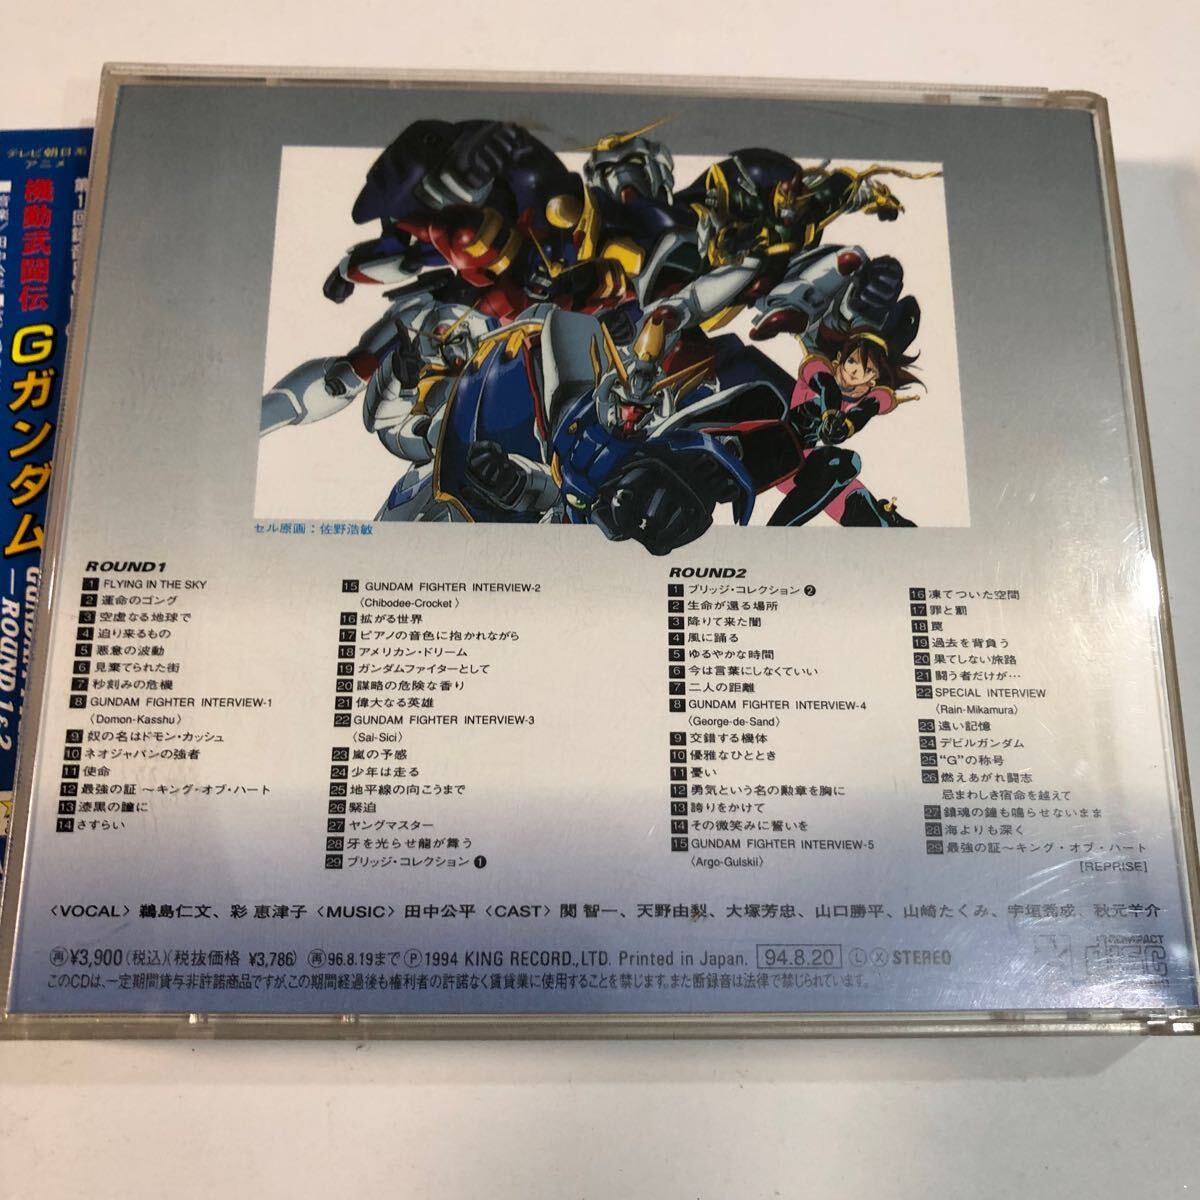 テレビ朝日系
アニメ
機動武闘伝
Gガンダム
ROUND 1 & 2
セル原画：佐野浩敏
ROUND1
1 FLYING IN THE SKY
2 運命のゴング
3 空虚なる地球で
4 迫り来るもの
5 悪意の波動
6 見棄てられた街
7 秒刻みの危機
8 GUNDAM FIGHTER INTERVIEW-1
〈Domon-Kasshu〉
9 奴の名はドモン・カッシュ
10 ネオジャパンの強者
11 使命
12 最強の証 〜キング・オブ・ハート
13 漆黒の瞳に
14 さすらい
15 GUNDAM FIGHTER INTERVIEW-2
〈Chibodee-Crocket〉
16 拡がる世界
17 ピアノの音色に抱かれながら
18 アメリカン・ドリーム
19 ガンダムファイターとして
20 謀略の危険な香り
21 偉大なる英雄
22 GUNDAM FIGHTER INTERVIEW-3
〈Sai-Sici〉
23 嵐の予感
24 少年は走る
25 地平線の向こうまで
26 緊迫
27 ヤングマスター
28 牙を光らせ龍が舞う
29 ブリッジ・コレクション ❶
ROUND2
1 ブリッジ・コレクション ❷
2 生命が還る場所
3 降りて来た闇
4 風に踊る
5 ゆるやかな時間
6 今は言葉にしなくていい
7 二人の距離
8 GUNDAM FIGHTER INTERVIEW-4
〈George-de-Sand〉
9 交錯する機体
10 優雅なひととき
11 憂い
12 勇気という名の勲章を胸に
13 誇りをかけて
14 その微笑みに誓いを
15 GUNDAM FIGHTER INTERVIEW-5
〈Argo-Gulskii〉
16 凍てついた空間
17 罪と罰
18 罠
19 過去を背負う
20 果てしない旅路
21 闘う者だけが…
22 SPECIAL INTERVIEW
〈Rain-Mikamura〉
23 遠い記憶
24 デビルガンダム
25 “G”の称号
26 燃えあがれ闘志
忌まわしき宿命を越えて
27 鎮魂の鐘も鳴らせないまま
28 海よりも深く
29 最強の証〜キング・オブ・ハート
[REPRISE]
〈VOCAL〉鵜島仁文、彩 恵津子〈MUSIC〉田中公平〈CAST〉関 智一、天野由梨、大塚芳忠、山口勝平、山崎たくみ、宇垣秀成、秋元羊介
㊢¥3,900(税込)(税抜価格 ¥3,786) 再96.8.19まで Ⓟ 1994 KING RECORD.,LTD. Printed in Japan. 94.8.20 Ⓛ Ⓧ STEREO
このCDは、一定期間貸与非許諾商品ですが、この期間経過後も権利者の許諾なく賃貸業に使用することを禁じます。また断録音は法律で禁じられています。
COMPACT
disc